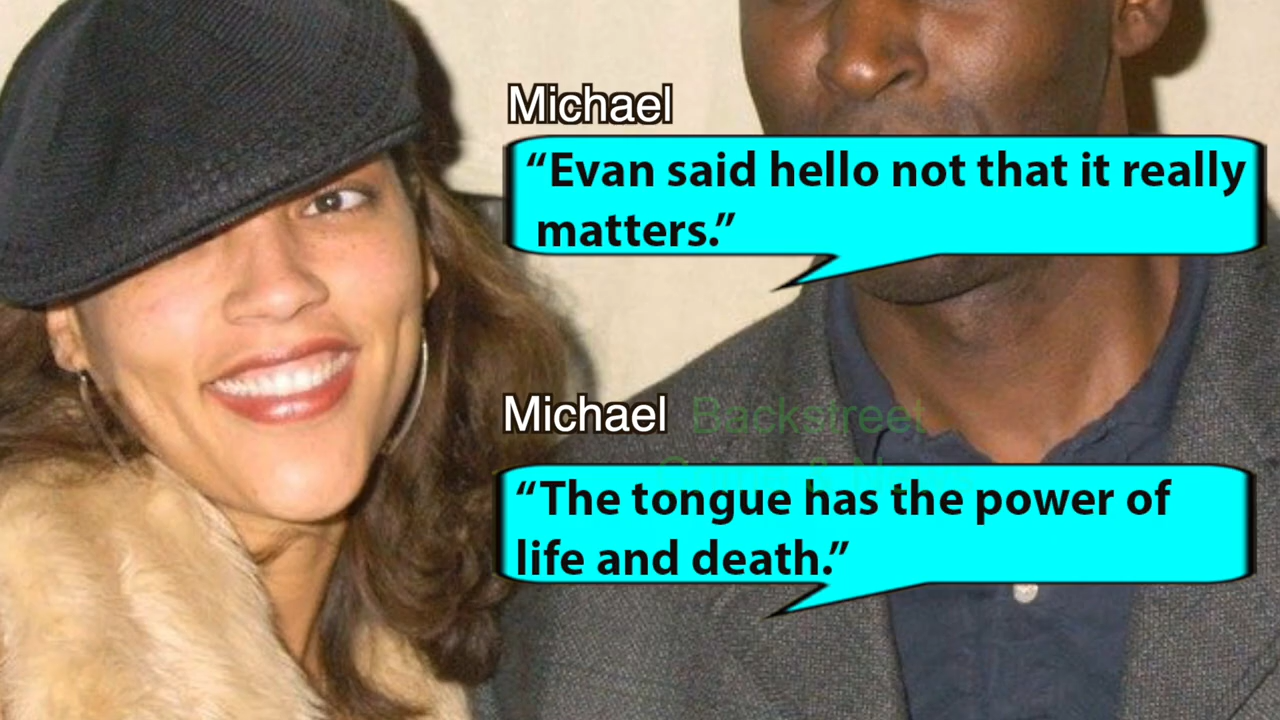 Michael
“Evan said hello not that it really
matters.”
Michael
Backstreet
“The tongue has the power of
life and death.”